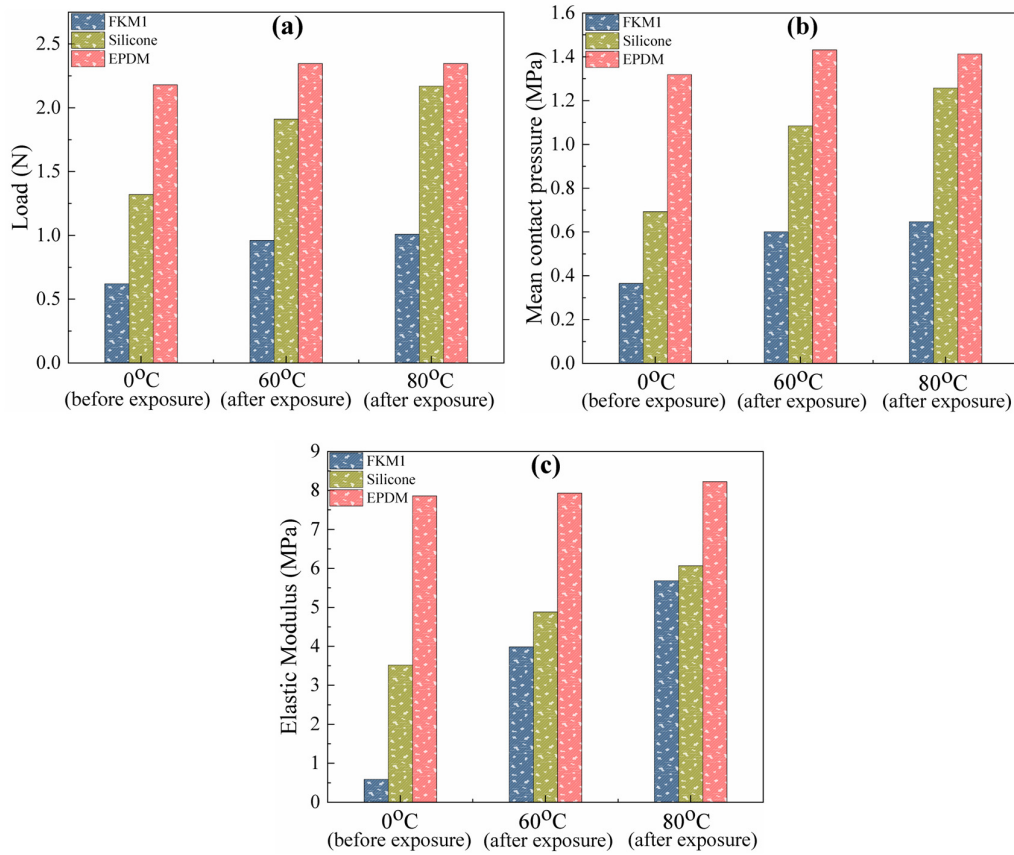 (a)
FKM1
Silicone
EPDM
Load (N)
2.5
2.0
1.5
1.0
0.5
0.0
0°C 60°C 80°C
(before exposure) (after exposure) (after exposure)
(b)
FKM1
Silicone
EPDM
Mean contact pressure (MPa)
1.6
1.4
1.2
1.0
0.8
0.6
0.4
0.2
0.0
0°C 60°C 80°C
(before exposure) (after exposure) (after exposure)
(c)
FKM1
Silicone
EPDM
Elastic Modulus (MPa)
9
8
7
6
5
4
3
2
1
0
0°C 60°C 80°C
(before exposure) (after exposure) (after exposure)